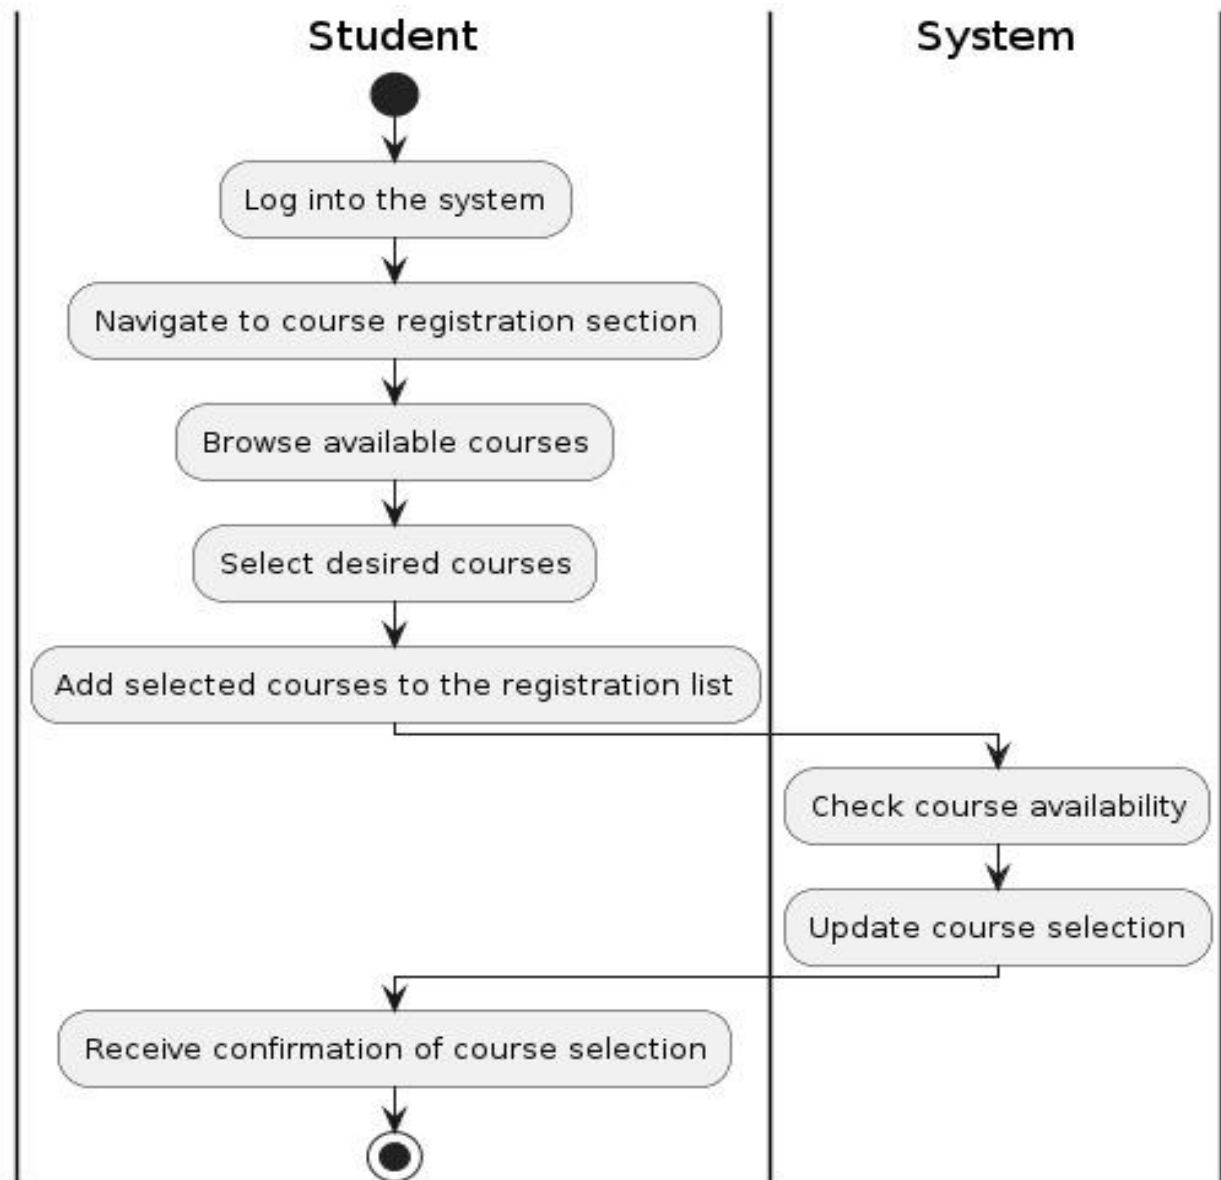 Student
System
Log into the system
Navigate to course registration section
Browse available courses
Select desired courses
Add selected courses to the registration list
Check course availability
Update course selection
Receive confirmation of course selection